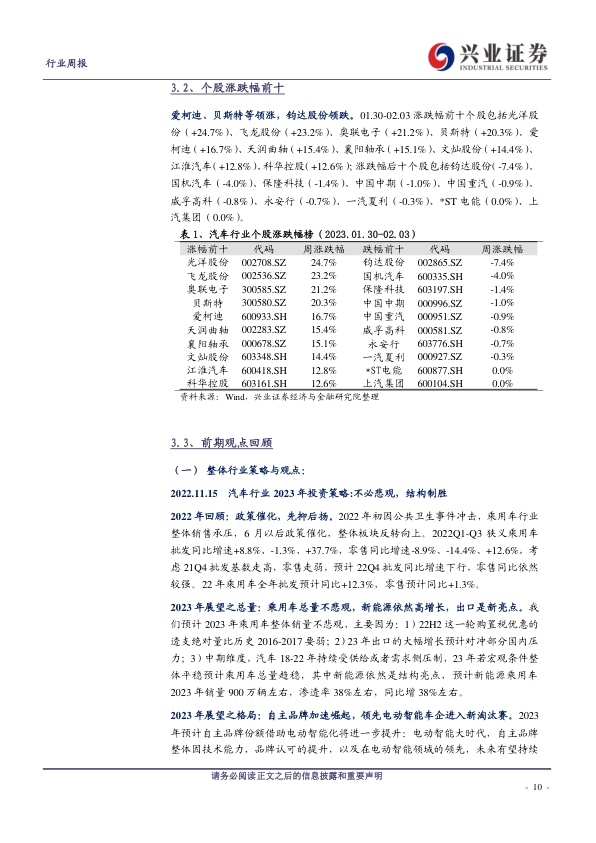 行业周报
兴业证券
INDUSTRIAL SECURITIES
3.2、个股涨跌幅前十
爱柯迪、贝斯特等领涨，钧达股份领跌。01.30-02.03 涨跌幅前十个股包括光洋股
份（+24.7%）、飞龙股份（+23.2%）、奥联电子（+21.2%）、贝斯特（+20.3%）、爱
柯迪（+16.7%）、天润曲轴（+15.4%）、襄阳轴承（+15.1%）、文灿股份（+14.4%）、
江淮汽车（+12.8%）、科华控股（+12.6%）；涨跌幅后十个股包括钧达股份（-7.4%）、
国机汽车（-4.0%）、保隆科技（-1.4%）、中国中期（-1.0%）、中国重汽（-0.9%）、
威孚高科（-0.8%）、永安行（-0.7%）、一汽夏利（-0.3%）、*ST 电能（0.0%）、上
汽集团（0.0%）。
表 1、汽车行业个股涨跌幅榜（2023.01.30-02.03）
涨幅前十 代码 周涨跌幅 跌幅前十 代码 周涨跌幅
光洋股份 002708.SZ 24.7% 钧达股份 002865.SZ -7.4%
飞龙股份 002536.SZ 23.2% 国机汽车 600335.SH -4.0%
奥联电子 300585.SZ 21.2% 保隆科技 603197.SH -1.4%
贝斯特 300580.SZ 20.3% 中国中期 000996.SZ -1.0%
爱柯迪 600933.SH 16.7% 中国重汽 000951.SZ -0.9%
天润曲轴 002283.SZ 15.4% 威孚高科 000581.SZ -0.8%
襄阳轴承 000678.SZ 15.1% 永安行 603776.SH -0.7%
文灿股份 603348.SH 14.4% 一汽夏利 000927.SZ -0.3%
江淮汽车 600418.SH 12.8% *ST电能 600877.SH 0.0%
科华控股 603161.SH 12.6% 上汽集团 600104.SH 0.0%
资料来源：Wind，兴业证券经济与金融研究院整理
3.3、前期观点回顾
（一） 整体行业策略与观点：
2022.11.15 汽车行业 2023 年投资策略:不必悲观，结构制胜
2022 年回顾：政策催化，先抑后扬。2022 年初因公共卫生事件冲击，乘用车行业
整体销售承压，6 月以后政策催化，整体板块反转向上。2022Q1-Q3 狭义乘用车
批发同比增速+8.8%、-1.3%、+37.7%，零售同比增速-8.9%、-14.4%、+12.6%，考
虑 21Q4 批发基数走高，零售走弱，预计 22Q4 批发同比增速下行，零售同比依然
较强。22 年乘用车全年批发预计同比+12.3%，零售预计同比+1.3%。
2023 年展望之总量：乘用车总量不悲观，新能源依然高增长，出口是新亮点。我
们预计 2023 年乘用车整体销量不悲观，主要因为：1）22H2 这一轮购置税优惠的
透支绝对量比历史 2016-2017 要弱；2）23 年出口的大幅增长预计对冲部分国内压
力；3）中期维度，汽车 18-22 年持续受供给或者需求侧压制，23 年若宏观条件整
体平稳预计乘用车总量趋稳，其中新能源依然是结构亮点，预计新能源乘用车
2023 年销量 900 万辆左右，渗透率 38%左右，同比增 38%左右。
2023 年展望之格局：自主品牌加速崛起，领先电动智能车企进入新淘汰赛。2023
年预计自主品牌份额借助电动智能化将进一步提升：电动智能大时代，自主品牌
整体因技术能力，品牌认可的提升，以及在电动智能领域的领先，未来有望持续
请务必阅读正文之后的信息披露和重要声明
- 10 -